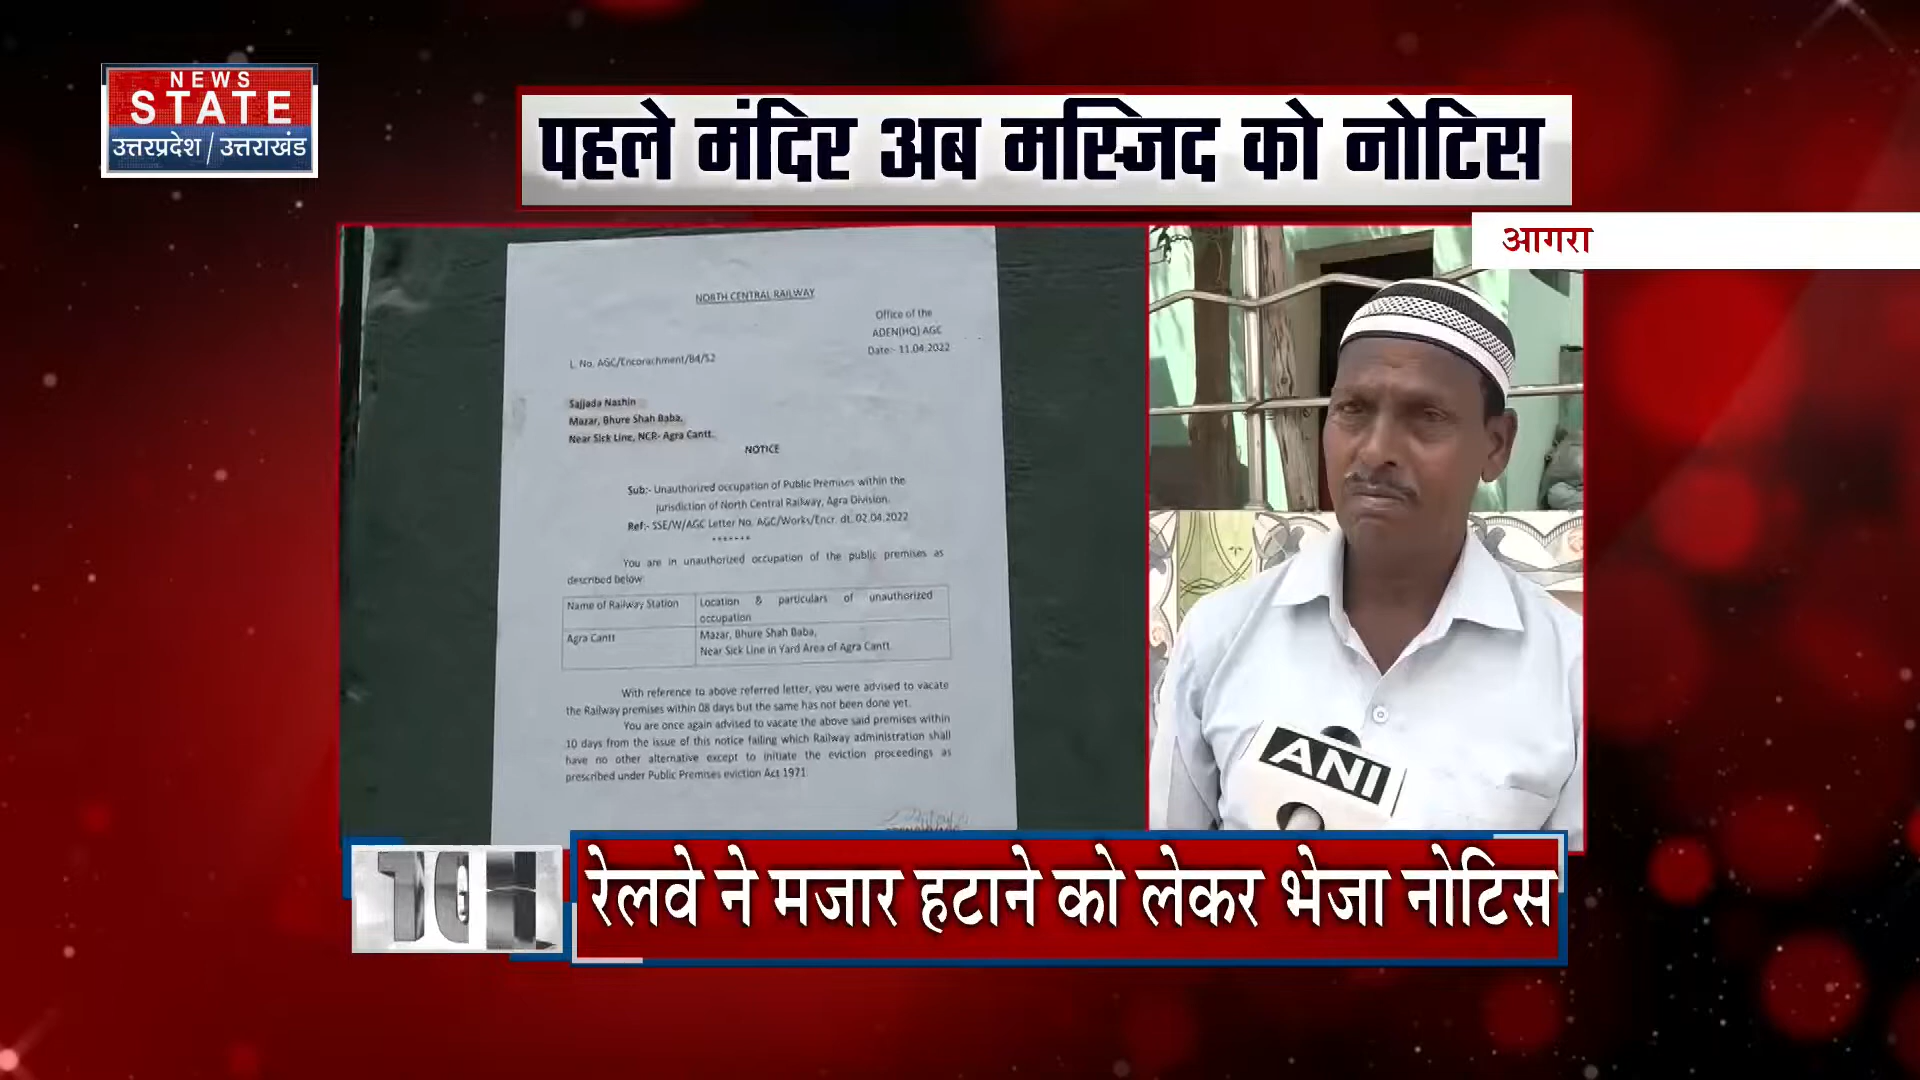 NEWS
STATE
उत्तरप्रदेश / उत्तराखंड
पहले मंदिर अब मस्जिद को नोटिस
आगरा
NORTH CENTRAL RAILWAY
Office of the
ADEN(HQ) AGC
Date:- 11.04.2022
L. No. AGC/Encorachment/B4/52
Sajjada Nashin
Mazar, Bhure Shah Baba,
Near Sick Line, NCR- Agra Cantt.
NOTICE
Sub:- Unauthorized occupation of Public Premises within the
jurisdiction of North Central Railway, Agra Division.
Ref:- SSE/W/AGC Letter No. AGC/Works/Encr. dt. 02.04.2022
*******
You are in unauthorized occupation of the public premises as
described below
Name of Railway Station Location & particulars of unauthorized
occupation
Agra Cantt Mazar, Bhure Shah Baba,
Near Sick Line in Yard Area of Agra Cantt
With reference to above referred letter, you were advised to vacate
the Railway premises within 08 days but the same has not been done yet.
You are once again advised to vacate the above said premises within
10 days from the issue of this notice failing which Railway administration shall
have no other alternative except to initiate the eviction proceedings as
prescribed under Public Premises eviction Act 1971
ANI
रेलवे ने मजार हटाने को लेकर भेजा नोटिस